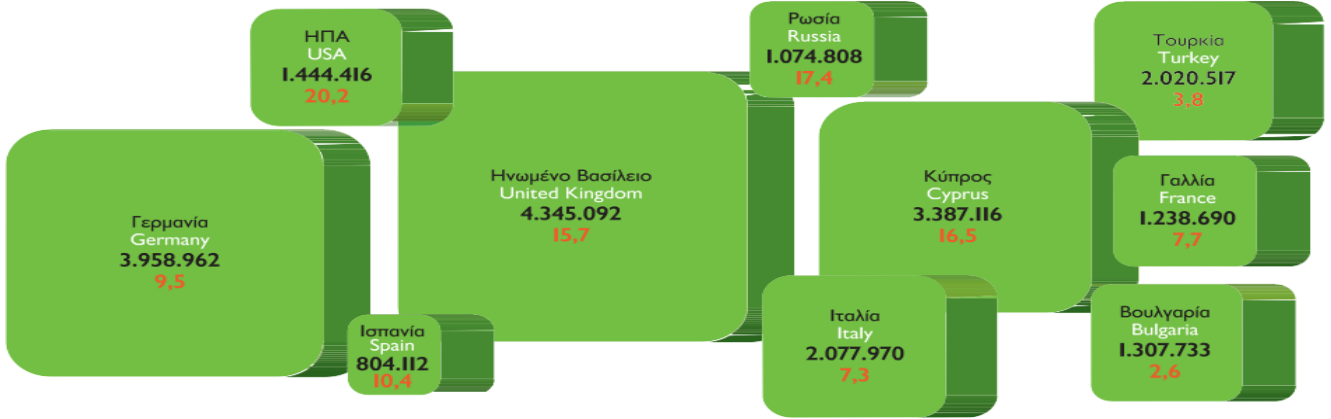 ΗΠΑ
USA
1.444.416
20,2
Ρωσία
Russia
1.074.808
17,4
Τουρκία
Turkey
2.020.517
3,8
Γερμανία
Germany
3.958.962
9,5
Ηνωμένο Βασίλειο
United Kingdom
4.345.092
15,7
Κύπρος
Cyprus
3.387.116
16,5
Γαλλία
France
1.238.690
7,7
Ισπανία
Spain
804.112
10,4
Ιταλία
Italy
2.077.970
7,3
Βουλγαρία
Bulgaria
1.307.733
2,6